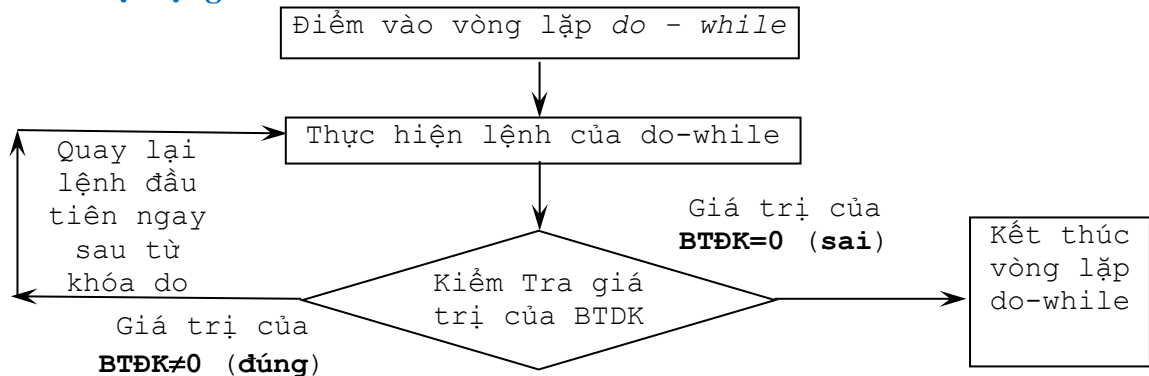 Điểm vào vòng lặp do – while
Thực hiện lệnh của do-while
Quay lại
lệnh đầu
tiên ngay
sau từ
khóa do
Giá trị của
BTĐK=0 (sai)
Kết thúc
vòng lặp
do-while
Kiểm Tra giá
trị của BTDK
Giá trị của
BTĐK≠0 (đúng)